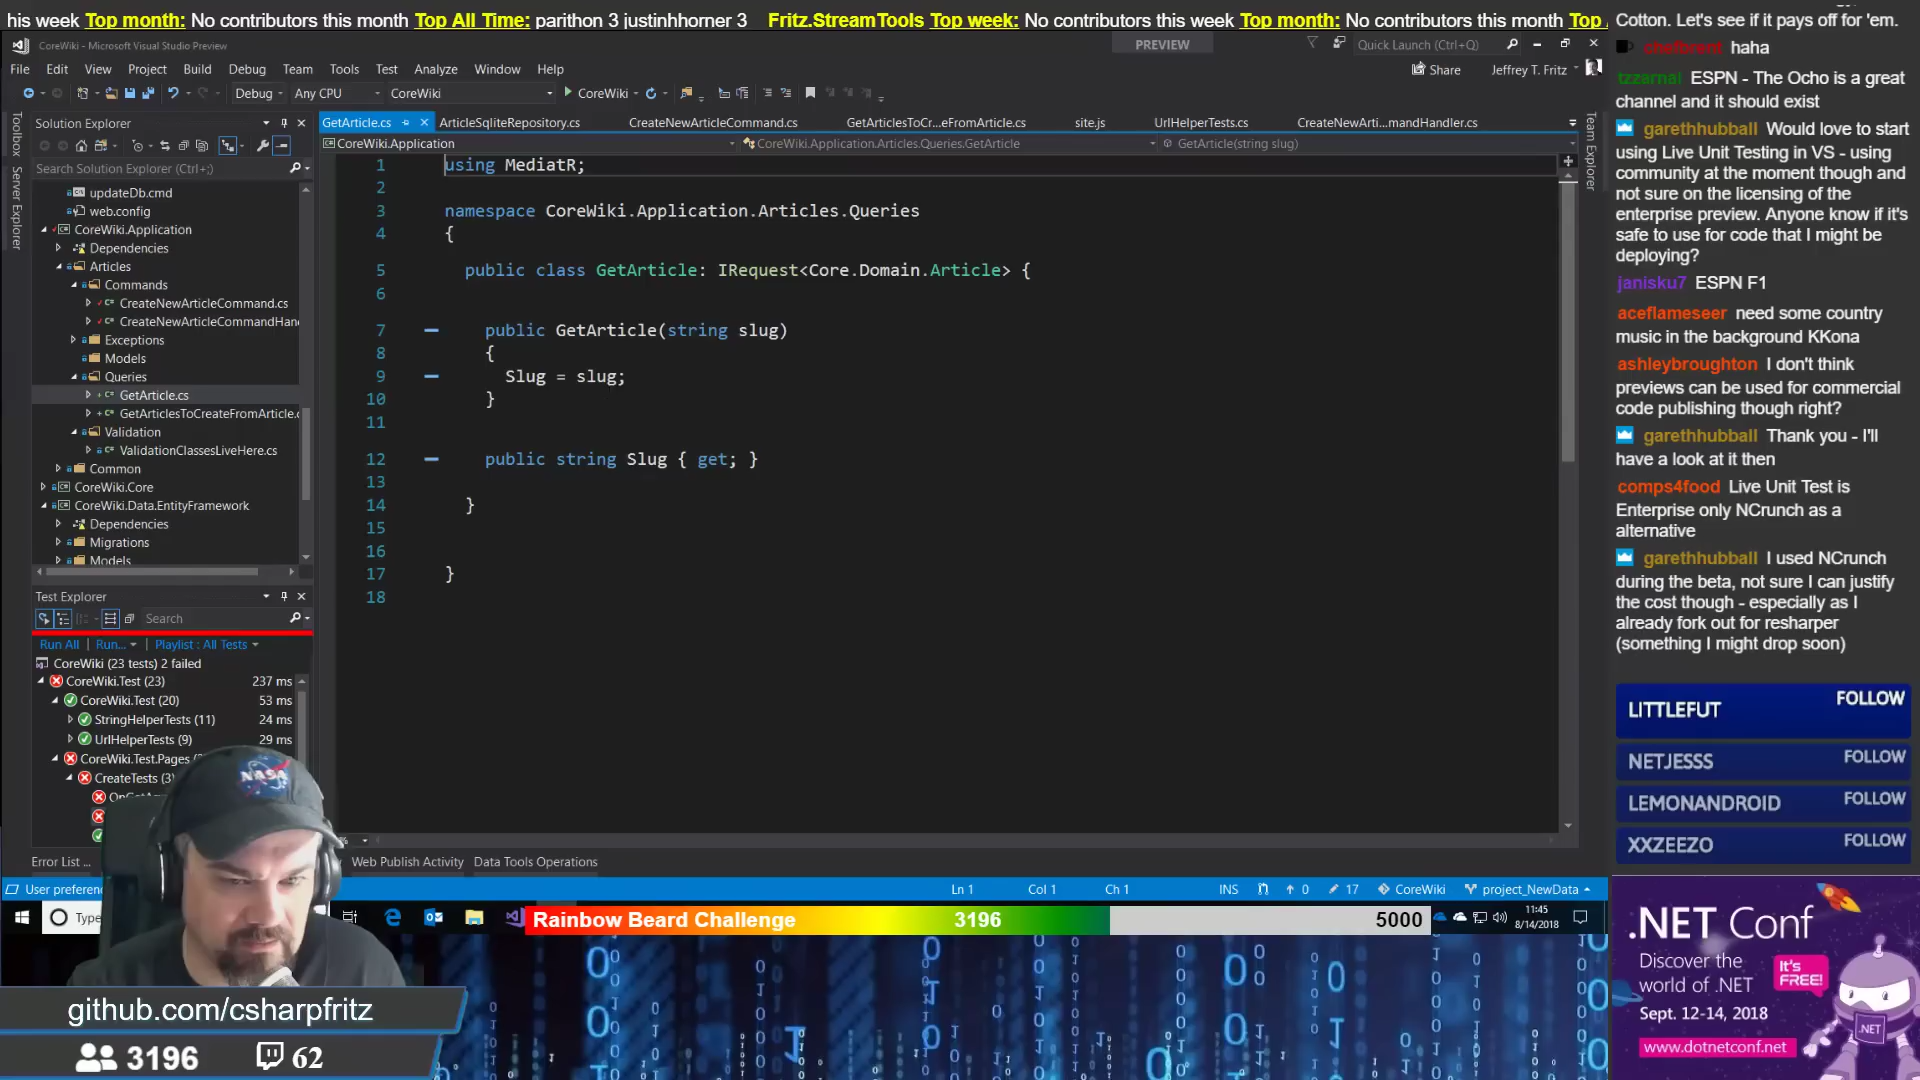 his week Top month: No contributors this month Top All Time: parithon 3 justinhhorner 3 Fritz.StreamTools Top week: No contributors this week Top month: No contributors this month Top
CoreWiki - Microsoft Visual Studio Preview
PREVIEW
Quick Launch (Ctrl+Q)
File Edit View Project Build Debug Team Tools Test Analyze Window Help
Share
Jeffrey T. Fritz
Debug Any CPU CoreWiki CoreWiki
Toolbox
Server Explorer
Solution Explorer
Search Solution Explorer (Ctrl+;)
updateDb.cmd
web.config
CoreWiki.Application
Dependencies
Articles
Commands
CreateNewArticleCommand.cs
CreateNewArticleCommandHan
Exceptions
Models
Queries
GetArticle.cs
GetArticlesToCreateFromArticle.c
Validation
ValidationClassesLiveHere.cs
Common
CoreWiki.Core
CoreWiki.Data.EntityFramework
Dependencies
Migrations
Models
Test Explorer
Search
Run All Run... Playlist : All Tests
CoreWiki (23 tests) 2 failed
CoreWiki.Test (23) 237 ms
CoreWiki.Test (20) 53 ms
StringHelperTests (11) 24 ms
UrlHelperTests (9) 29 ms
CoreWiki.Test.Pages
CreateTests (3)
GetArticle.cs ArticleSqliteRepository.cs CreateNewArticleCommand.cs GetArticlesToCr...eFromArticle.cs site.js UrlHelperTests.cs CreateNewArti...mandHandler.cs
CoreWiki.Application CoreWiki.Application.Articles.Queries.GetArticle GetArticle(string slug)
1 using MediatR;
2
3 namespace CoreWiki.Application.Articles.Queries
4 {
5 public class GetArticle: IRequest<Core.Domain.Article> {
6
7 public GetArticle(string slug)
8 {
9 Slug = slug;
10 }
11
12 public string Slug { get; }
13
14 }
15
16
17 }
18
Team Explorer
Error List ... Web Publish Activity Data Tools Operations
User preferen Ln 1 Col 1 Ch 1 INS 0 17 CoreWiki project_NewData
Type
Rainbow Beard Challenge 3196 5000
11:45
8/14/2018
NASA
github.com/csharpfritz
3196 62
Cotton. Let's see if it pays off for 'em.
chefbrent haha
tzzarnal ESPN - The Ocho is a great
channel and it should exist
garethhubball Would love to start
using Live Unit Testing in VS - using
community at the moment though and
not sure on the licensing of the
enterprise preview. Anyone know if it's
safe to use for code that I might be
deploying?
janisku7 ESPN F1
aceflameseer need some country
music in the background KKona
ashleybroughton I don't think
previews can be used for commercial
code publishing though right?
garethhubball Thank you - I'll
have a look at it then
comps4food Live Unit Test is
Enterprise only NCrunch as a
alternative
garethhubball I used NCrunch
during the beta, not sure I can justify
the cost though - especially as I
already fork out for resharper
(something I might drop soon)
LITTLEFUT FOLLOW
NETJESSS FOLLOW
LEMONANDROID FOLLOW
XXZEEZO FOLLOW
.NET Conf
Discover the
world of .NET
It's
FREE!
Sept. 12-14, 2018
www.dotnetconf.net
.NET